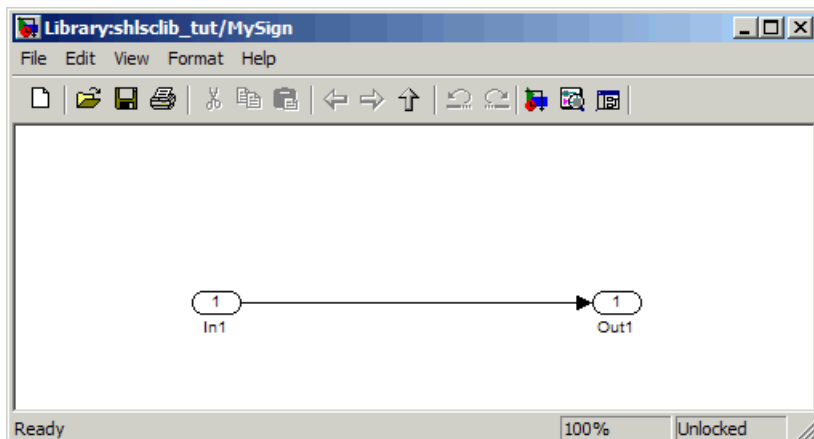 Library:shlsclib_tut/MySign
File Edit View Format Help
1 1
In1 Out1
Ready 100% Unlocked